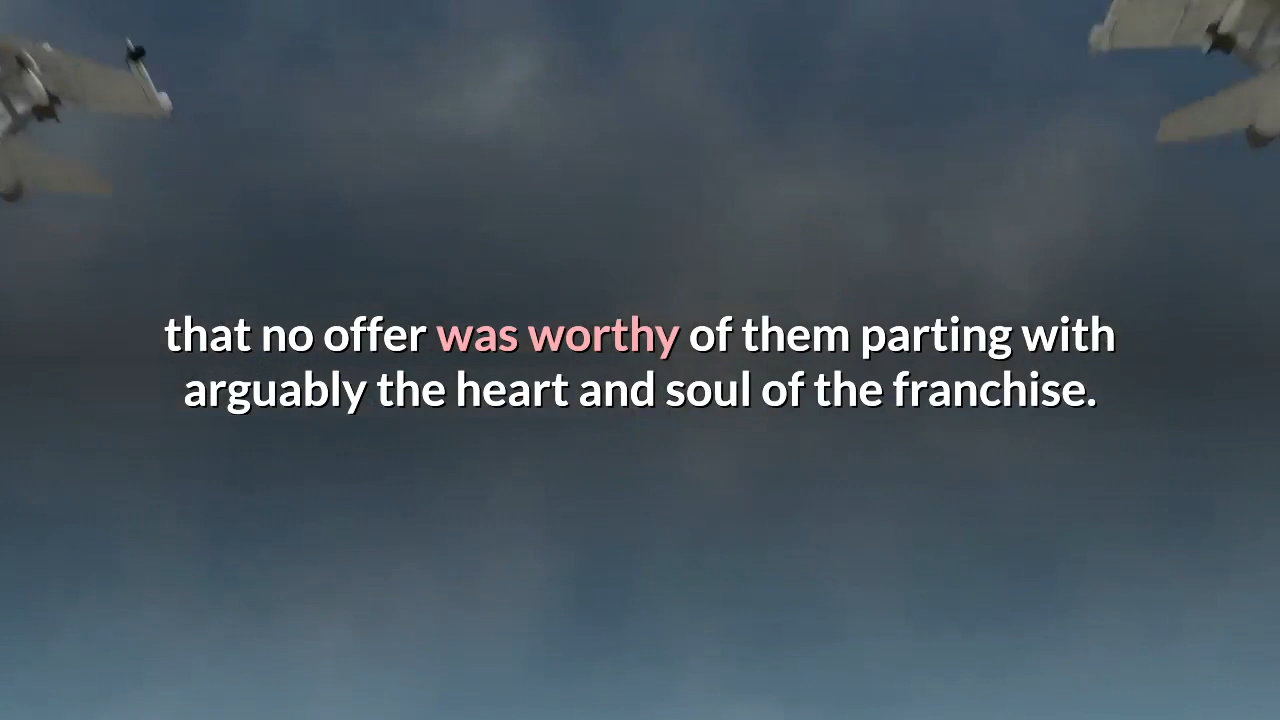 that no offer was worthy of them parting with
arguably the heart and soul of the franchise.